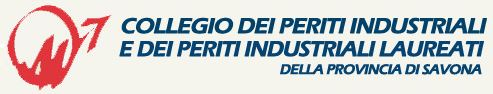 COLLEGIO DEI PERITI INDUSTRIALI
E DEI PERITI INDUSTRIALI LAUREATI
DELLA PROVINCIA DI SAVONA